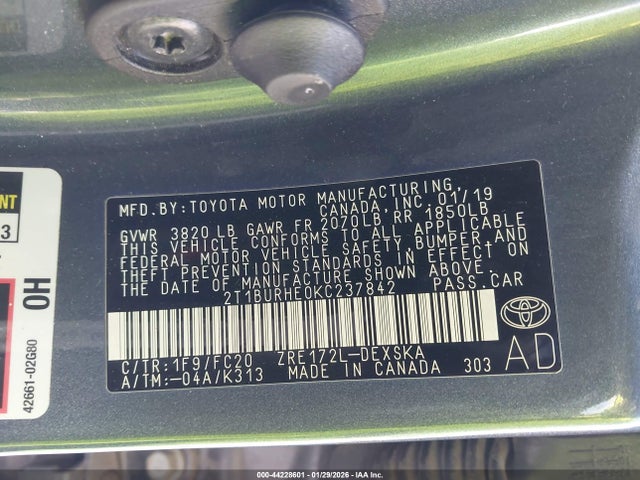 MFD.BY:TOYOTA MOTOR MANUFACTURING,
CANADA, INC.01/19
GVWR 3820 LB GAWR FR 2070LB RR 1850LB
THIS VEHICLE CONFORMS TO ALL APPLICABLE
FEDERAL MOTOR VEHICLE SAFETY, BUMPER, AND
THEFT PREVENTION STANDARDS IN EFFECT ON
THE DATE OF MANUFACTURE SHOWN ABOVE.
2T1BURHE0KC237842 PASS.CAR
C/TR:1F9/FC20 ZRE172L-DEXSKA
A/TM:-04A/K313 MADE IN CANADA 303
AD
NT
3
OH
42661-02G80
000-44228601 - 01/29/2026 - IAA Inc.